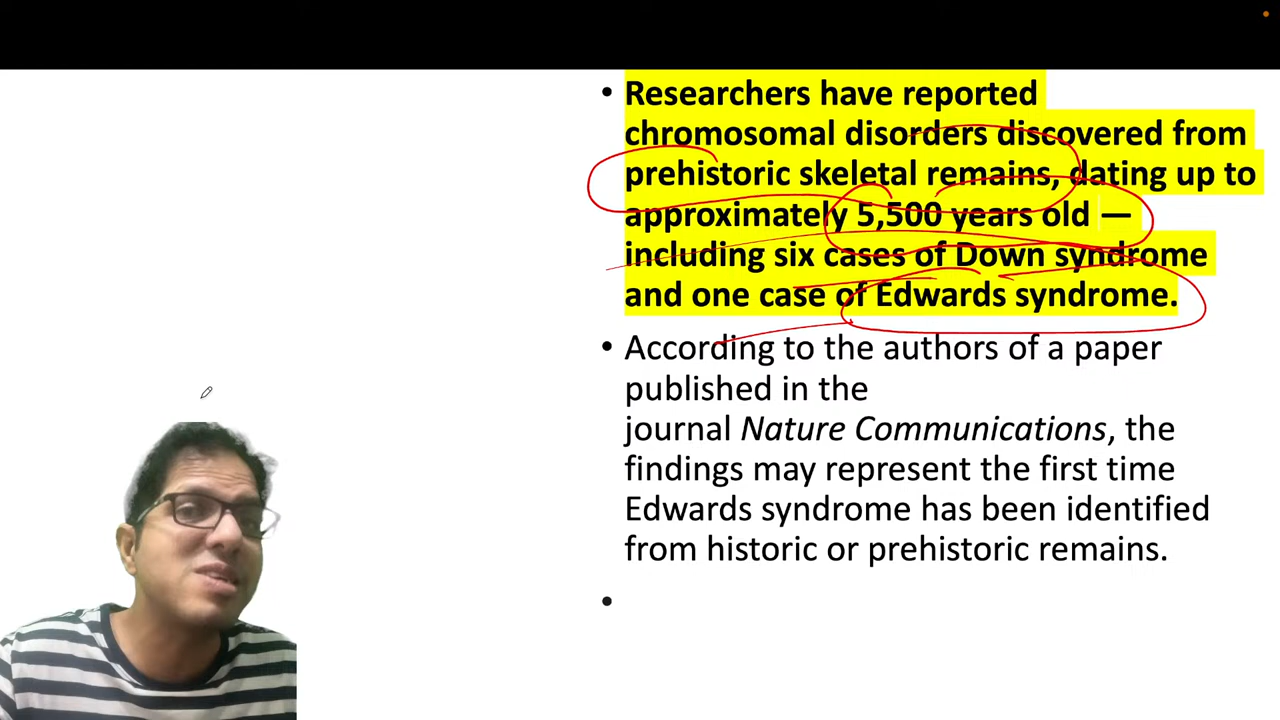 • Researchers have reported
chromosomal disorders discovered from
prehistoric skeletal remains, dating up to
approximately 5,500 years old —
including six cases of Down syndrome
and one case of Edwards syndrome.
• According to the authors of a paper
published in the
journal Nature Communications, the
findings may represent the first time
Edwards syndrome has been identified
from historic or prehistoric remains.
•